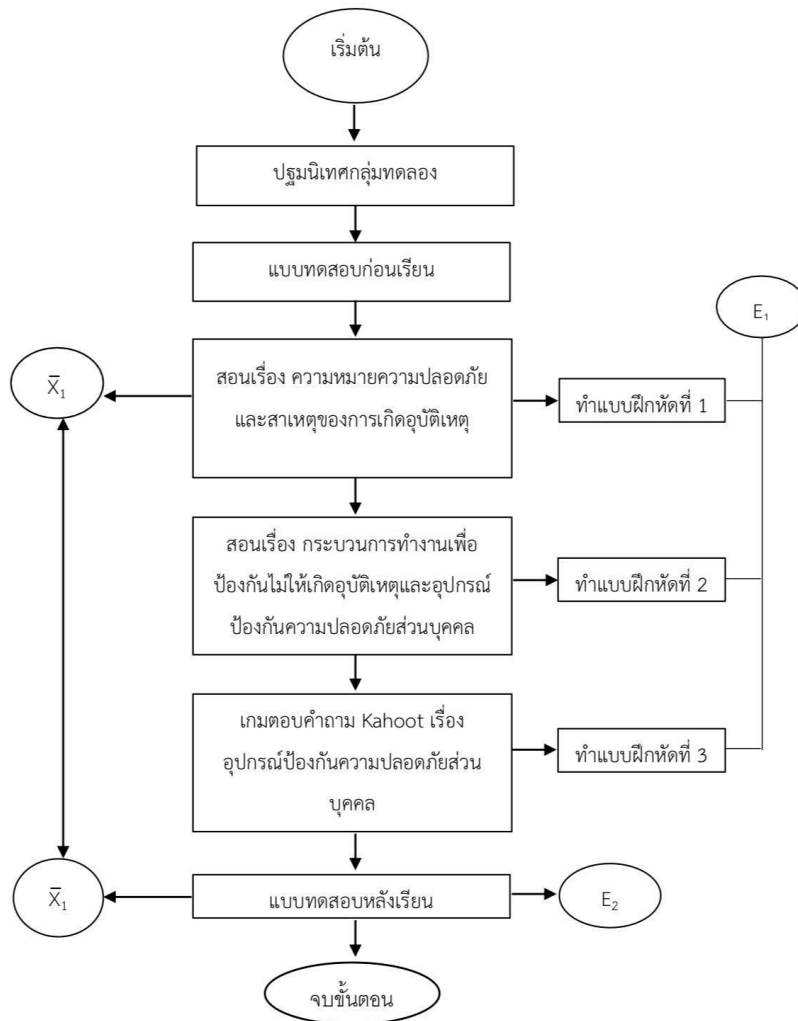 เริ่มต้น
ปฐมนิเทศกลุ่มทดลอง
แบบทดสอบก่อนเรียน
E₁
X̅₁
สอนเรื่อง ความหมายความปลอดภัย
และสาเหตุของการเกิดอุบัติเหตุ
ทำแบบฝึกหัดที่ 1
สอนเรื่อง กระบวนการทำงานเพื่อ
ป้องกันไม่ให้เกิดอุบัติเหตุและอุปกรณ์
ป้องกันความปลอดภัยส่วนบุคคล
ทำแบบฝึกหัดที่ 2
เกมตอบคำถาม Kahoot เรื่อง
อุปกรณ์ป้องกันความปลอดภัยส่วน
บุคคล
ทำแบบฝึกหัดที่ 3
X̅₁
แบบทดสอบหลังเรียน
E₂
จบขั้นตอน